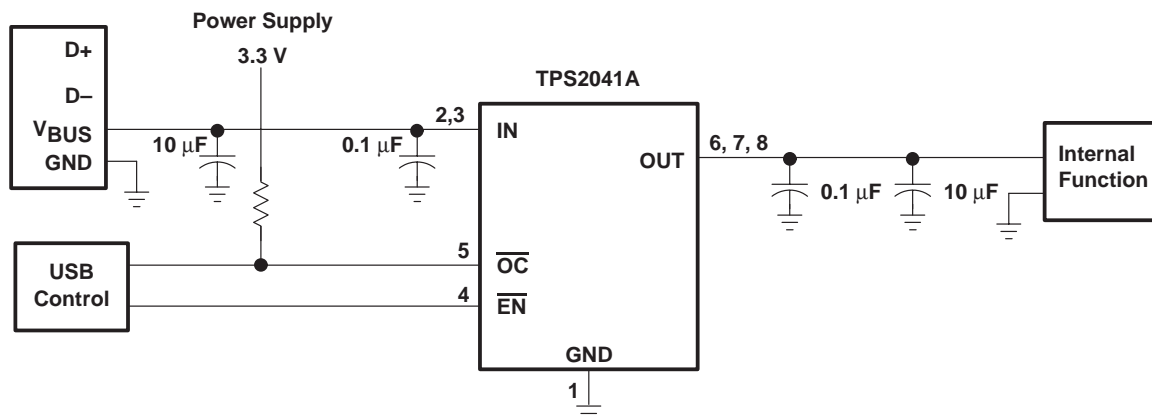 Power Supply
3.3 V
D+
D–
VBUS
GND
10 μF
0.1 μF
2,3
TPS2041A
IN
OUT
6, 7, 8
0.1 μF
10 μF
Internal
Function
USB
Control
5
OC
4
EN
GND
1